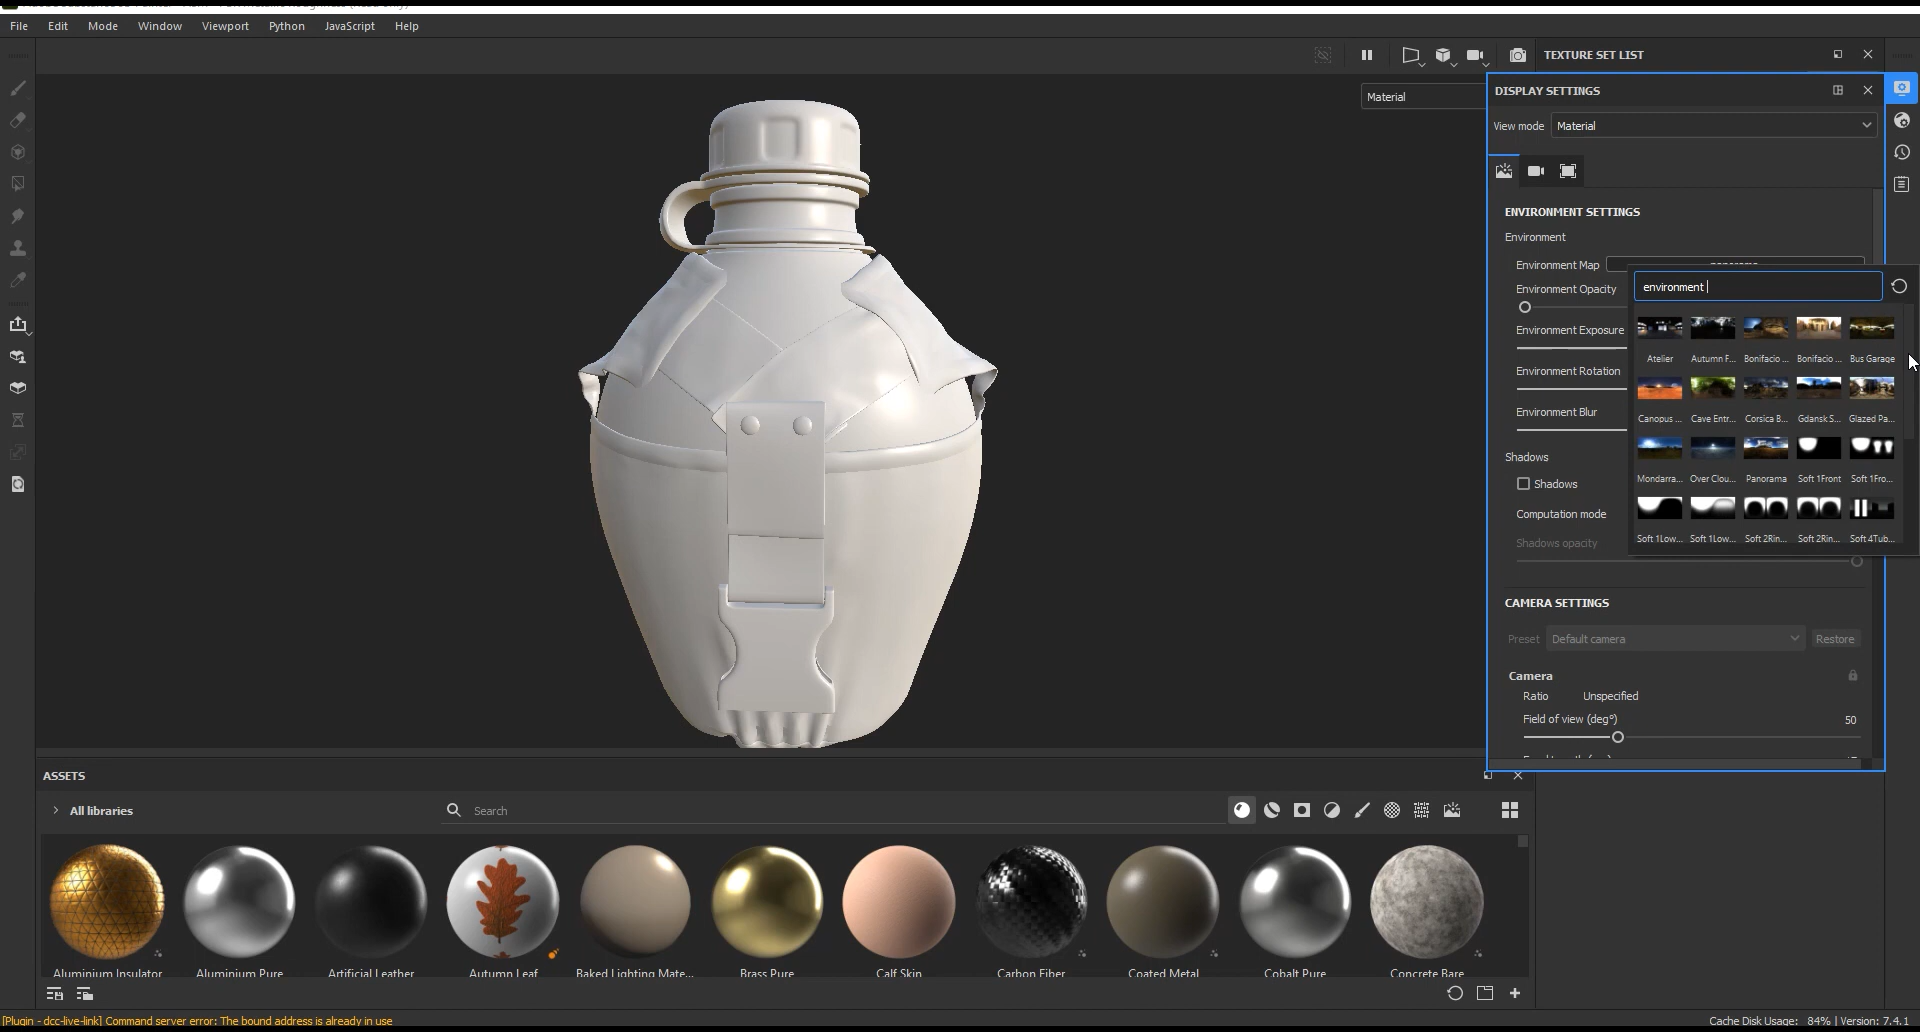 File Edit Mode Window Viewport Python JavaScript Help
TEXTURE SET LIST
Material
DISPLAY SETTINGS
View mode Material
ENVIRONMENT SETTINGS
Environment
Environment Map
environment
Environment Opacity
Environment Exposure
Environment Rotation
Environment Blur
Atelier Autumn F... Bonifacio ... Bonifacio ... Bus Garage
Canopus ... Cave Entr... Corsica B... Gdansk S... Glazed Pa...
Mondarra... Over Clou... Panorama Soft 1Front Soft 1Fro...
Soft 1Low... Soft 1Low... Soft 2Rin... Soft 2Rin... Soft 4Tub...
Shadows
Shadows
Computation mode
Shadows opacity
CAMERA SETTINGS
Preset Default camera Restore
Camera
Ratio Unspecified
Field of view (deg°) 50
ASSETS
All libraries
Search
Aluminium Insulator Aluminium Pure Artificial Leather Autumn Leaf Baked Lighting Mate... Brass Pure Calf Skin Carbon Fiber Coated Metal Cobalt Pure Concrete Bare
[Plugin - dcc-live-link] Command server error: The bound address is already in use
Cache Disk Usage: 84% | Version: 7.4.1